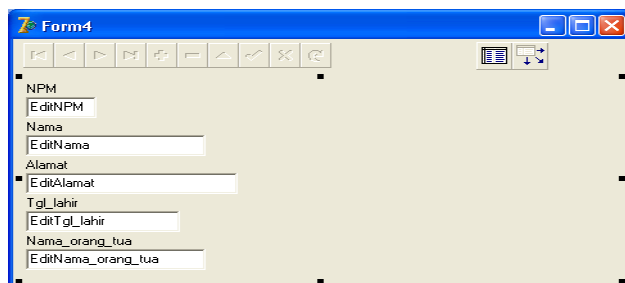 Form4
NPM
EditNPM
Nama
EditNama
Alamat
EditAlamat
Tgl_lahir
EditTgl_lahir
Nama_orang_tua
EditNama_orang_tua